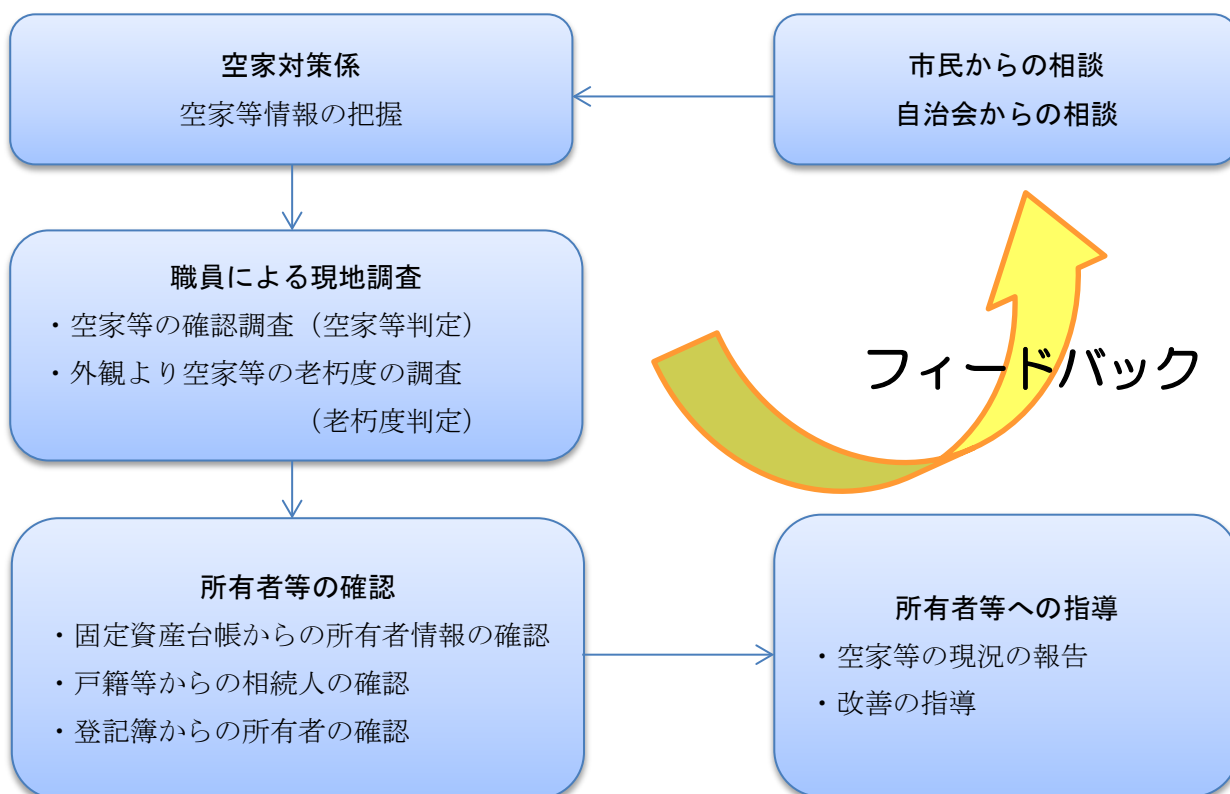 空家対策係
空家等情報の把握
市民からの相談
自治会からの相談
職員による現地調査
・空家等の確認調査（空家等判定）
・外観より空家等の老朽度の調査
（老朽度判定）
フィードバック
所有者等の確認
・固定資産台帳からの所有者情報の確認
・戸籍等からの相続人の確認
・登記簿からの所有者の確認
所有者等への指導
・空家等の現況の報告
・改善の指導